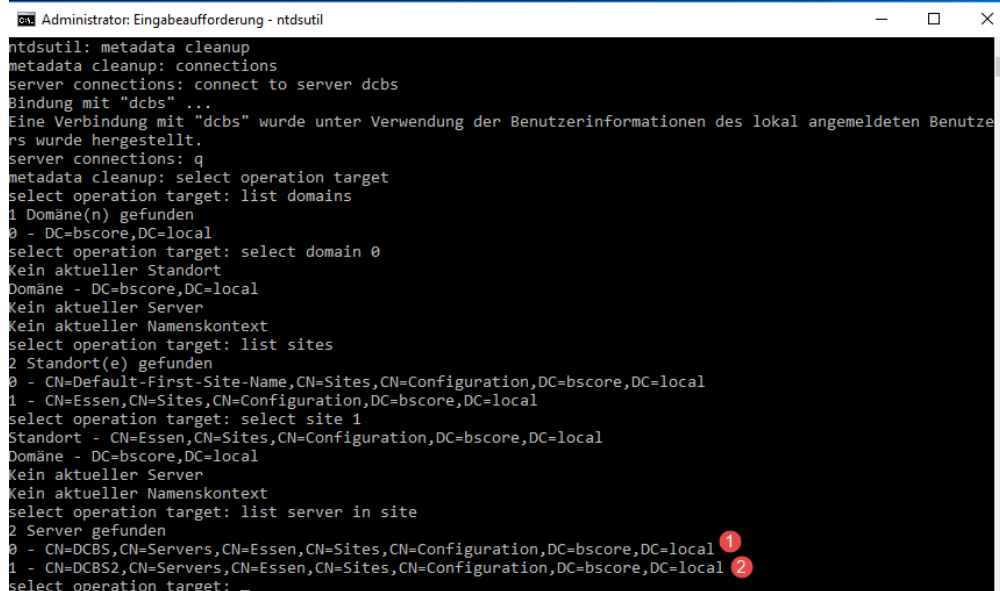 Administrator: Eingabeaufforderung - ntdsutil
ntdsutil: metadata cleanup
metadata cleanup: connections
server connections: connect to server dcbs
Bindung mit "dcbs" ...
Eine Verbindung mit "dcbs" wurde unter Verwendung der Benutzerinformationen des lokal angemeldeten Benutze
rs wurde hergestellt.
server connections: q
metadata cleanup: select operation target
select operation target: list domains
1 Domäne(n) gefunden
0 - DC=bscore,DC=local
select operation target: select domain 0
Kein aktueller Standort
Domäne - DC=bscore,DC=local
Kein aktueller Server
Kein aktueller Namenskontext
select operation target: list sites
2 Standort(e) gefunden
0 - CN=Default-First-Site-Name,CN=Sites,CN=Configuration,DC=bscore,DC=local
1 - CN=Essen,CN=Sites,CN=Configuration,DC=bscore,DC=local
select operation target: select site 1
Standort - CN=Essen,CN=Sites,CN=Configuration,DC=bscore,DC=local
Domäne - DC=bscore,DC=local
Kein aktueller Server
Kein aktueller Namenskontext
select operation target: list server in site
2 Server gefunden
0 - CN=DCBS,CN=Servers,CN=Essen,CN=Sites,CN=Configuration,DC=bscore,DC=local 1
1 - CN=DCBS2,CN=Servers,CN=Essen,CN=Sites,CN=Configuration,DC=bscore,DC=local 2
select operation target: _